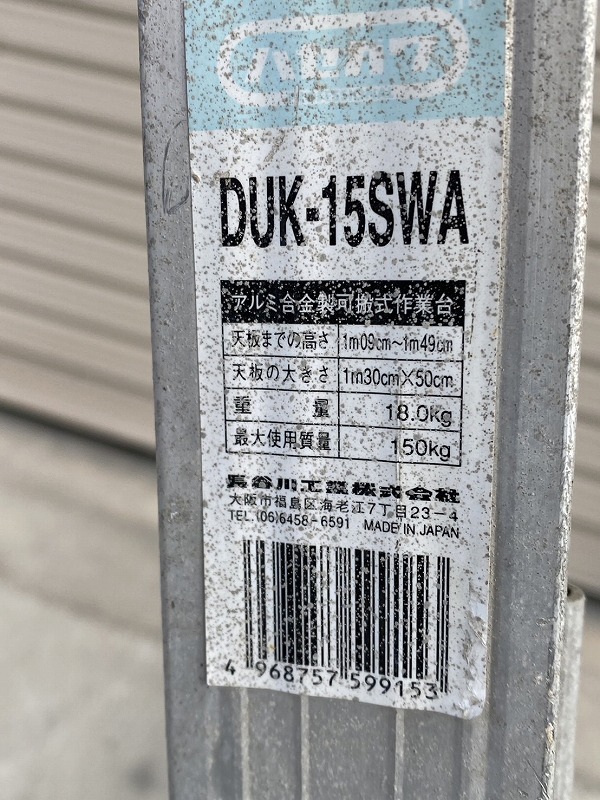 ハセガワ
DUK-15SWA
アルミ合金製可搬式作業台
天板までの高さ 1m09cm~1m49cm
天板の大きさ 1m30cm×50cm
重量 18.0kg
最大使用質量 150kg
長谷川工業株式会社
大阪市福島区海老江7丁目23-4
TEL.(06)6458-6591 MADE IN JAPAN
4 968757 599153